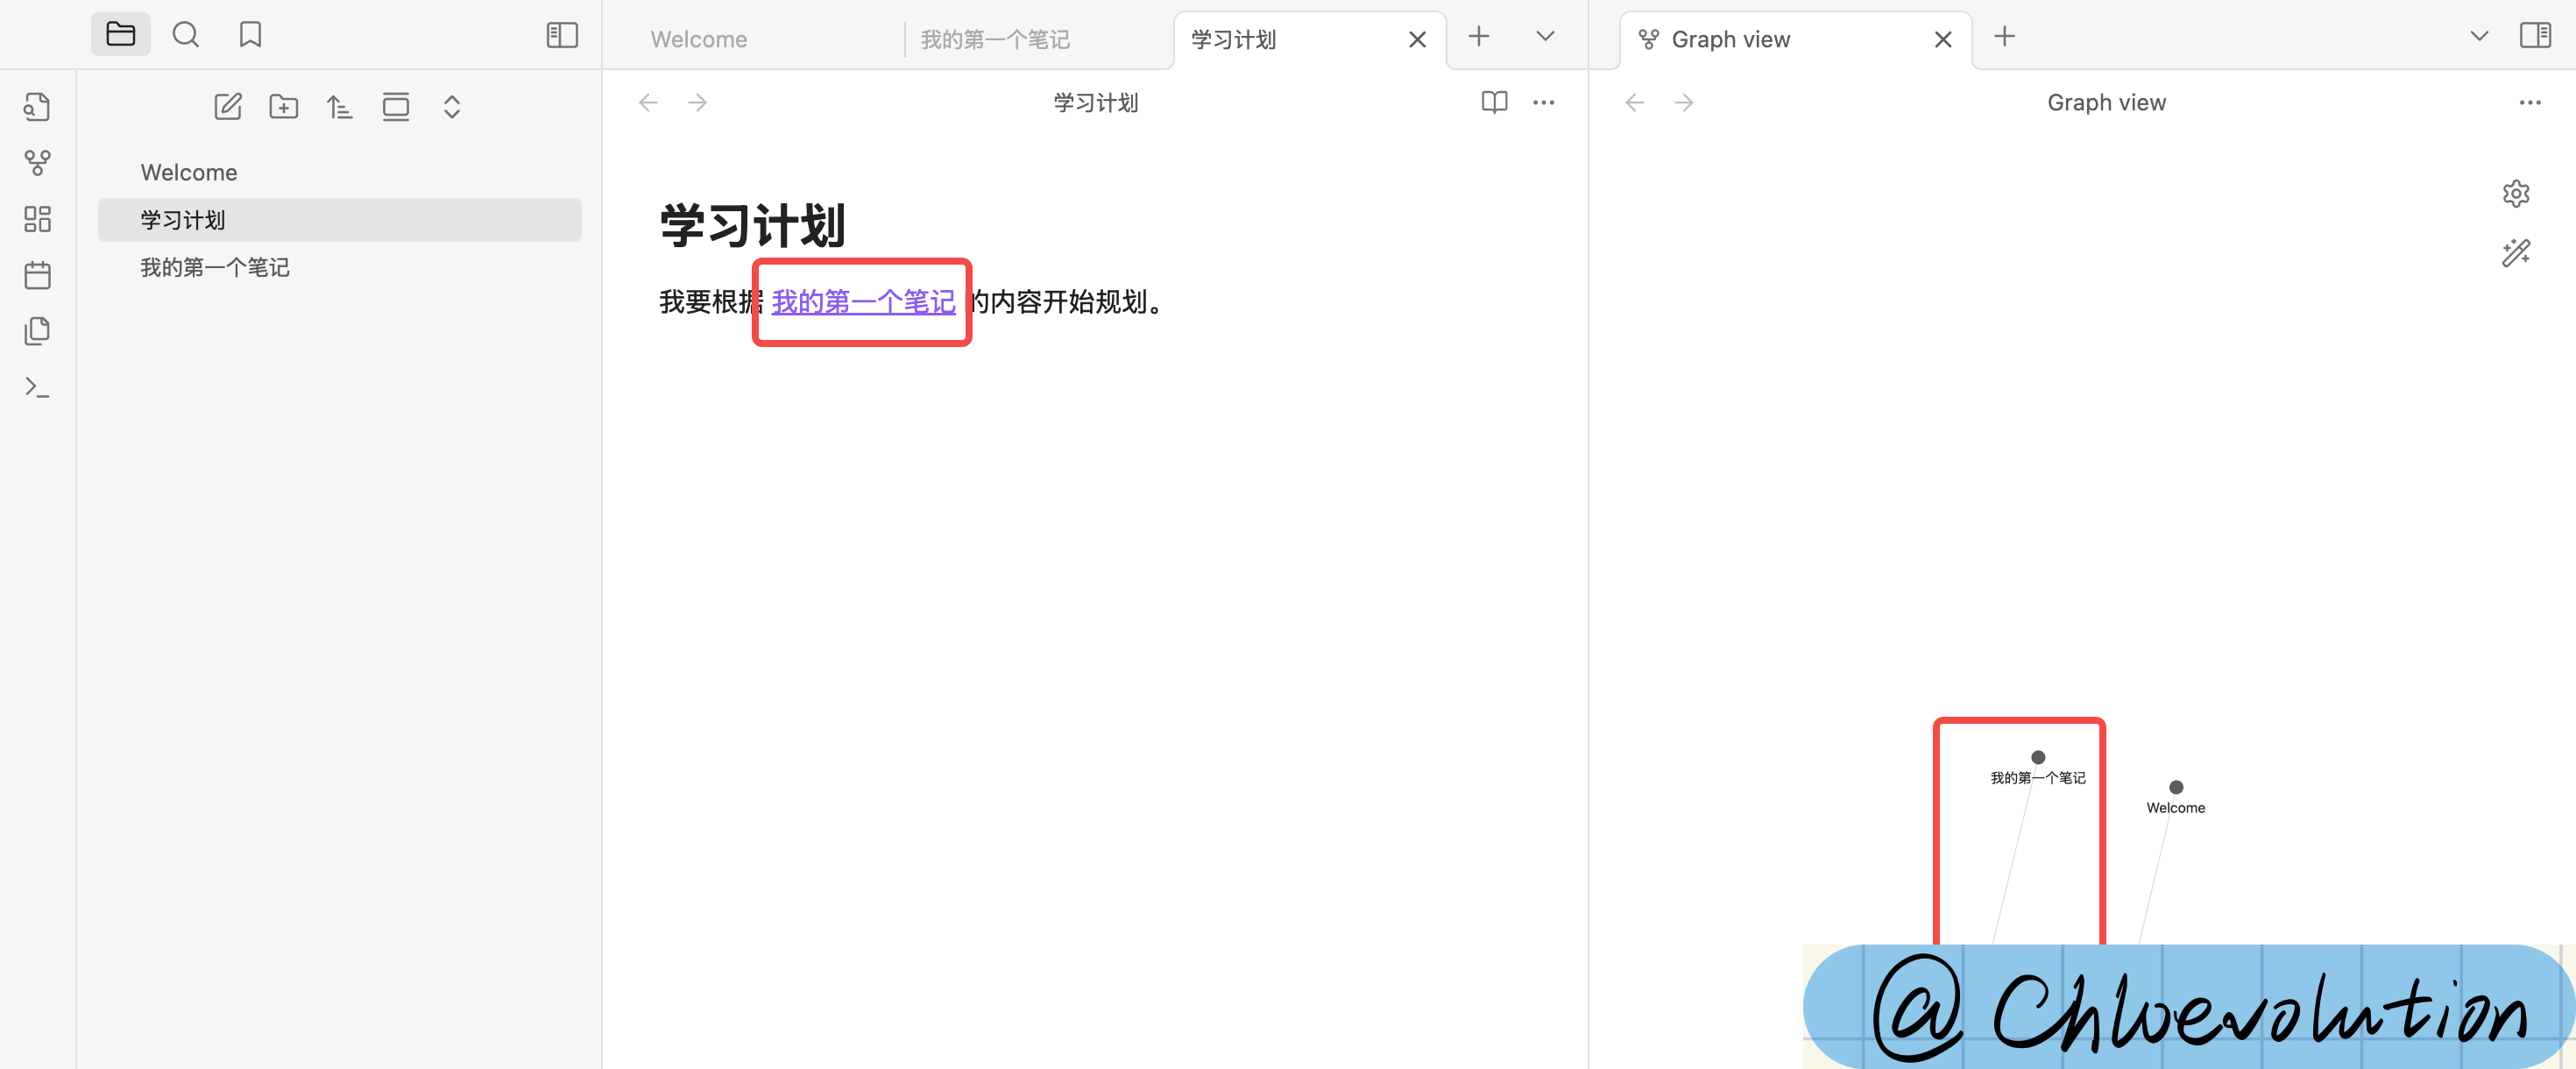 Welcome
我的第一个笔记
学习计划
Graph view
学习计划
Graph view
Welcome
学习计划
我的第一个笔记
学习计划
我要根据 我的第一个笔记 的内容开始规划。
我的第一个笔记
Welcome
@Chloevolution